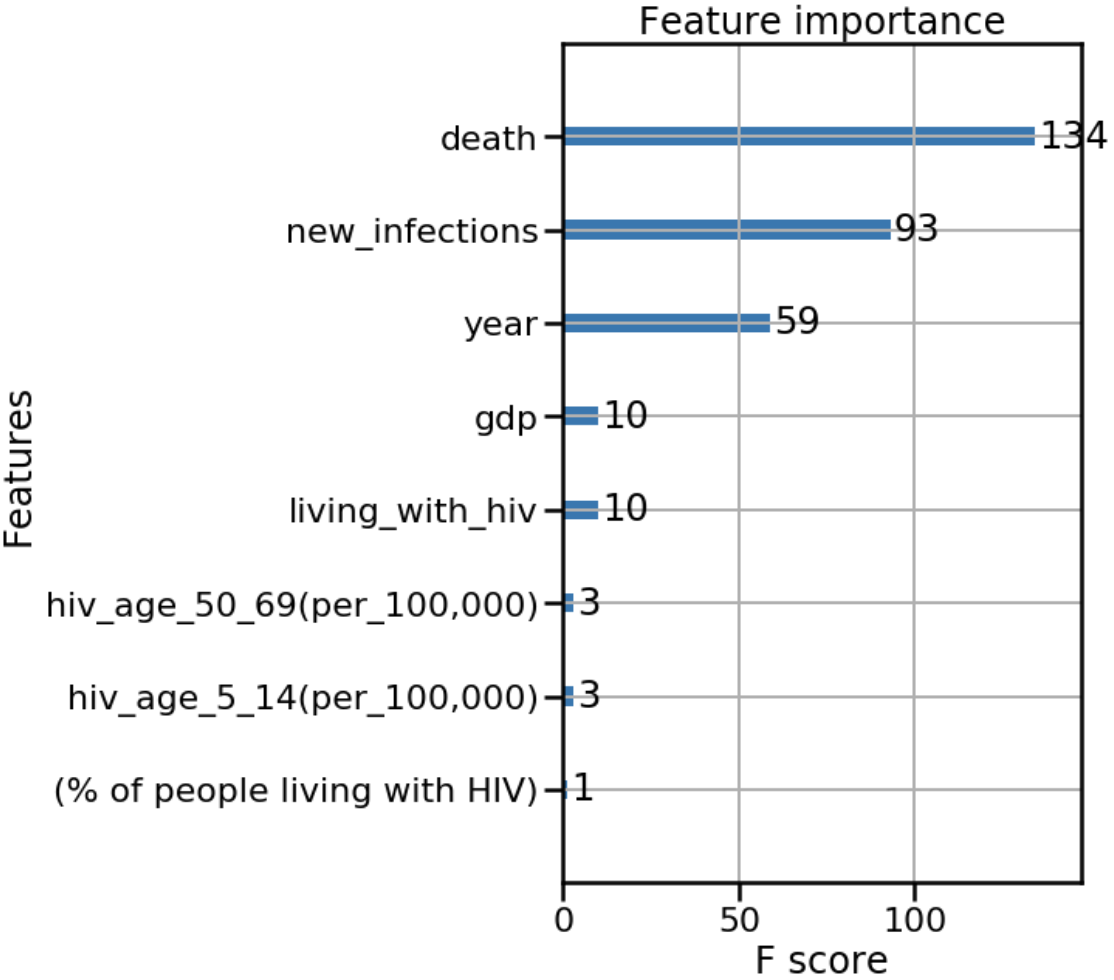 Feature importance
death 134
new_infections 93
year 59
gdp 10
living_with_hiv 10
hiv_age_50_69(per_100,000) 3
hiv_age_5_14(per_100,000) 3
(% of people living with HIV) 1
Features
0 50 100
F score